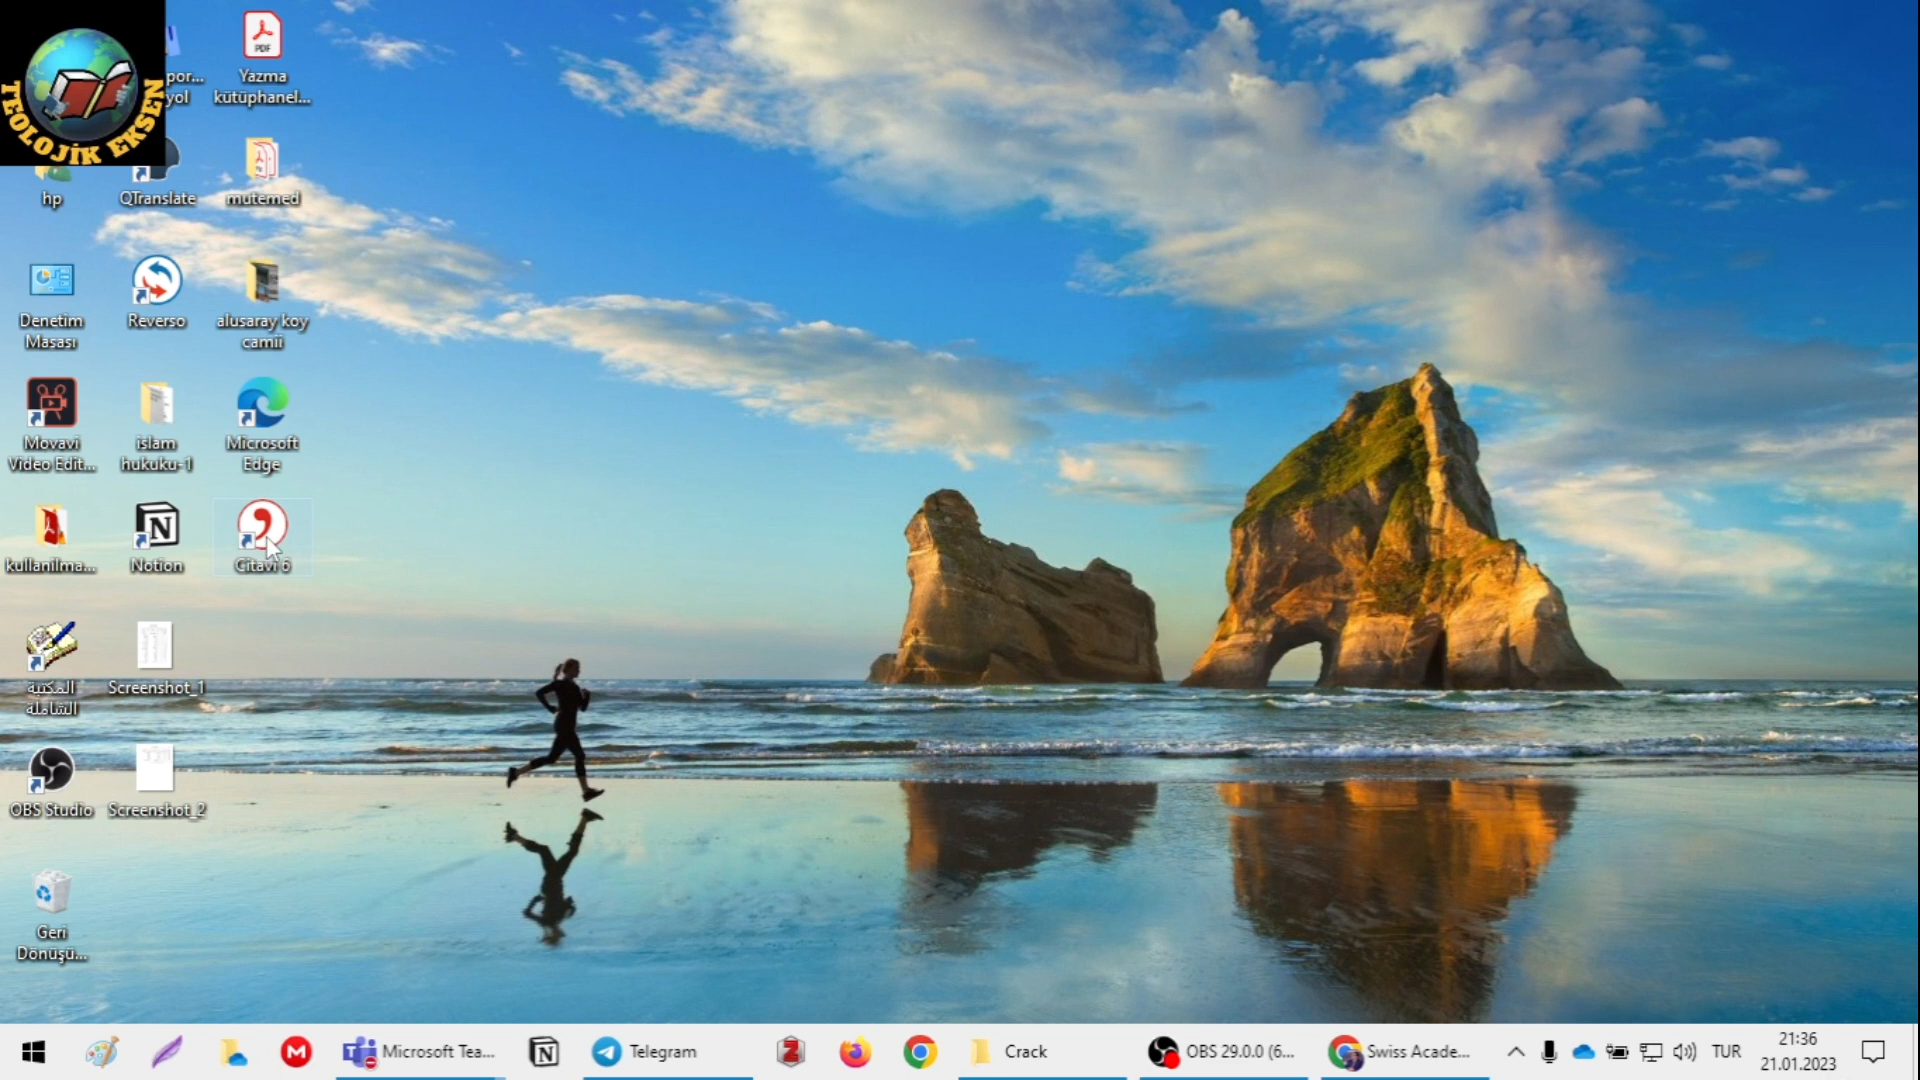 TEOLOJİK EKSEN
por...
yol
PDF
Yazma
kütüphanel...
hp
QTranslate
mutemed
Denetim
Masası
Reverso
alusaray koy
camii
Movavi
Video Edit...
islam
hukuku-1
Microsoft
Edge
kullanilma...
Notion
Citavi 6
المكتبة
الشاملة
Screenshot_1
OBS Studio
Screenshot_2
Geri
Dönüşü...
Microsoft Tea...
Telegram
Crack
OBS 29.0.0 (6...
Swiss Acade...
TUR
21:36
21.01.2023